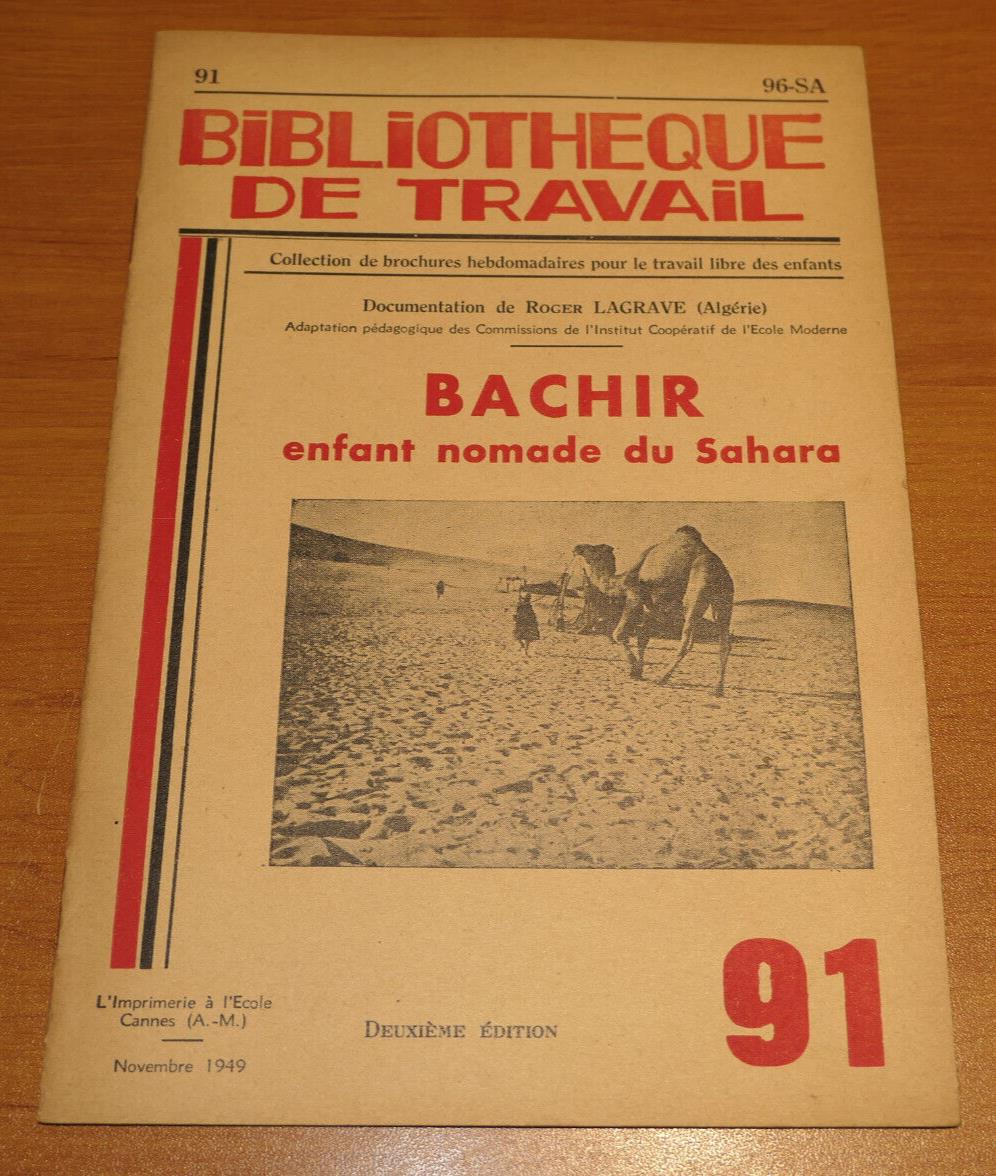 91
96-SA
BiBLiOTHEQUE
DE TRAVAiL
Collection de brochures hebdomadaires pour le travail libre des enfants
Documentation de ROGER LAGRAVE (Algérie)
Adaptation pédagogique des Commissions de l'Institut Coopératif de l'Ecole Moderne
BACHIR
enfant nomade du Sahara
L'Imprimerie à l'Ecole
Cannes (A.-M.)
Novembre 1949
DEUXIÈME ÉDITION
91